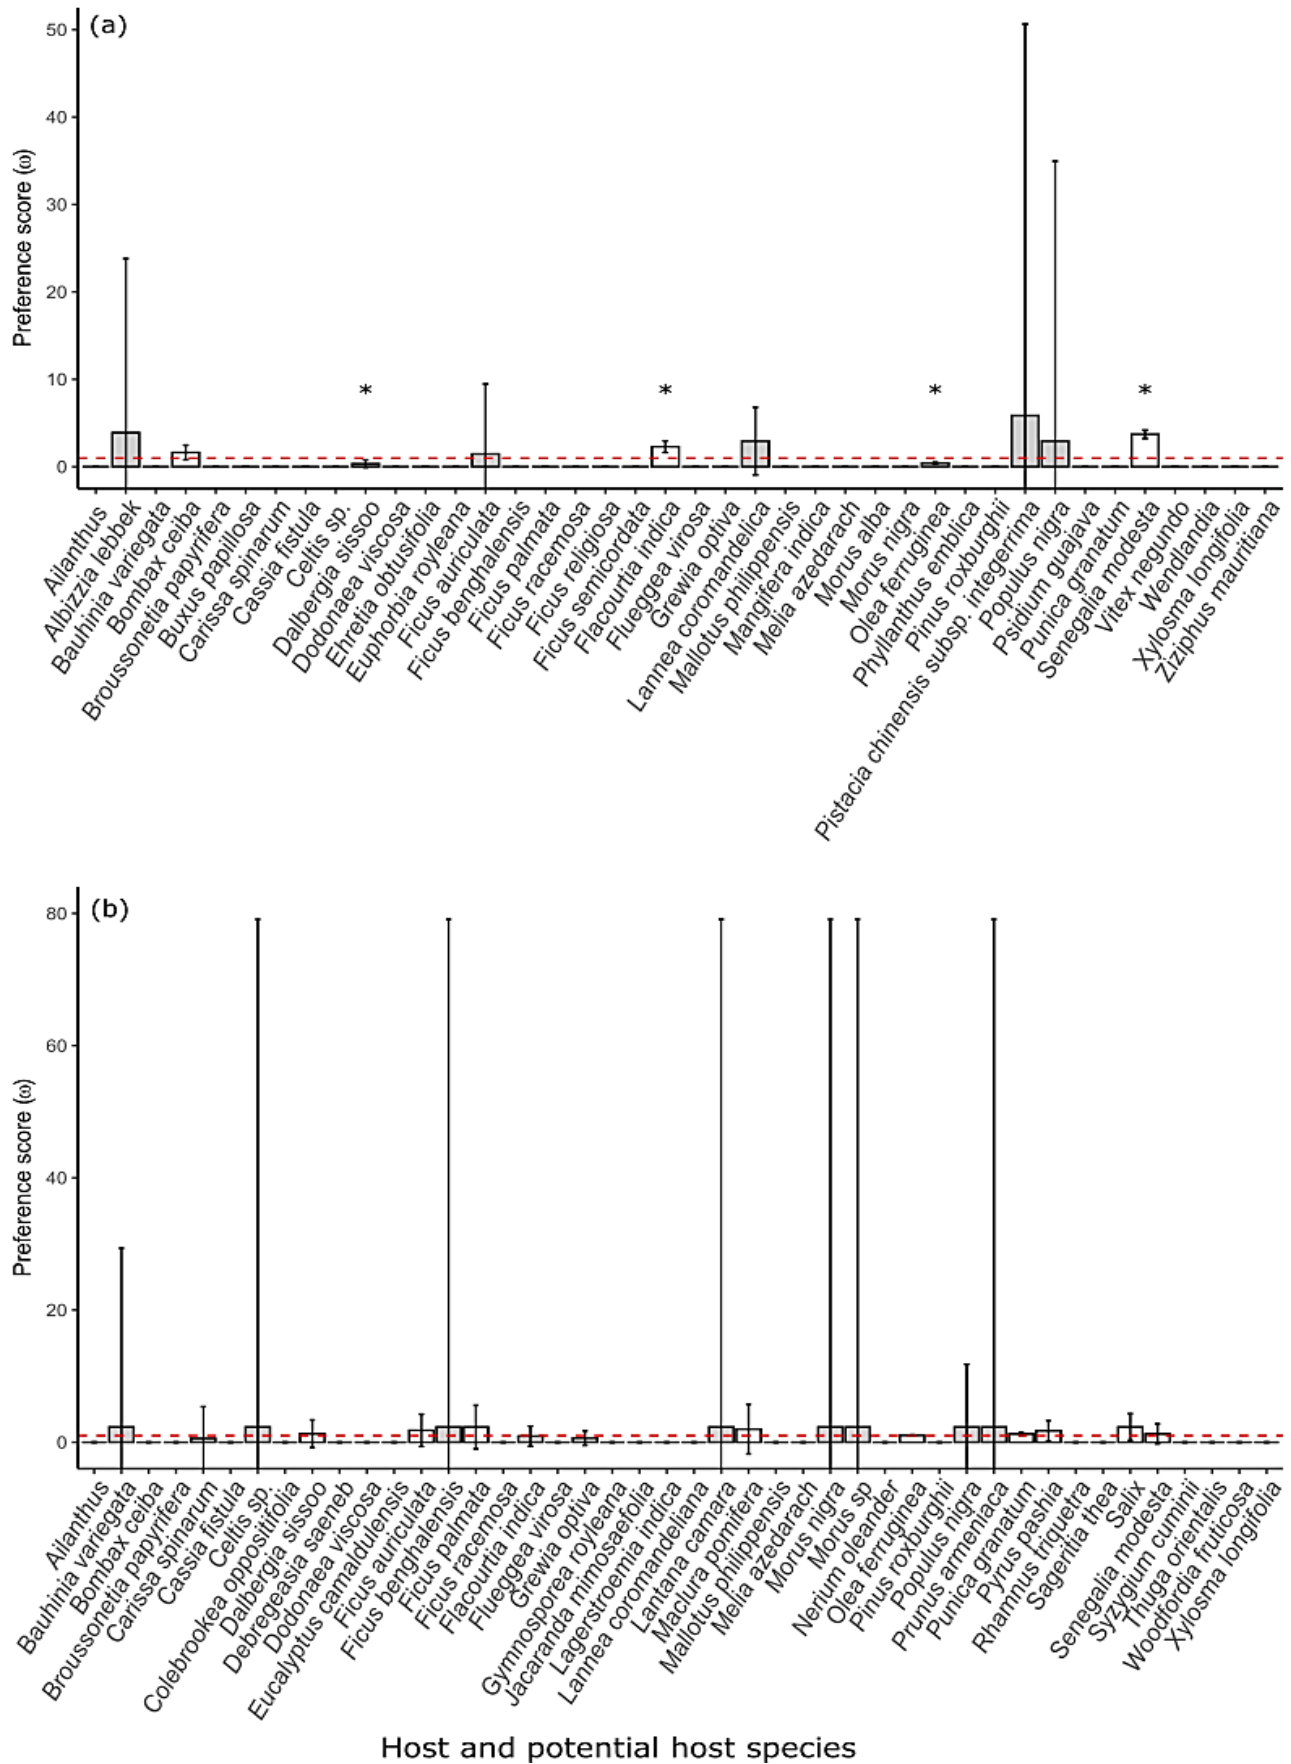 (a)
Preference score (ω)
50
40
30
20
10
0
*
*
*
*
Ailanthus
Albizzia lebbek
Bauhinia variegata
Bombax ceiba
Broussonetia papyrifera
Buxus papillosa
Carissa spinarum
Cassia fistula
Celtis sp.
Dalbergia sissoo
Dodonaea viscosa
Ehretia obtusifolia
Euphorbia royleana
Ficus auriculata
Ficus benghalensis
Ficus palmata
Ficus racemosa
Ficus religiosa
Ficus semicordata
Flacourtia indica
Flueggea virosa
Grewia optiva
Lannea coromandelica
Mallotus philippensis
Mangifera indica
Melia azedarach
Morus alba
Morus nigra
Olea ferruginea
Phyllanthus emblica
Pinus roxburghii
Pistacia chinensis subsp. integerrima
Populus nigra
Psidium guajava
Punica granatum
Senegalia modesta
Vitex negundo
Wendlandia
Xylosma longifolia
Ziziphus mauritiana
(b)
Preference score (ω)
80
60
40
20
0
Ailanthus
Bauhinia variegata
Bombax ceiba
Broussonetia papyrifera
Carissa spinarum
Cassia fistula
Celtis sp.
Colebrookea oppositifolia
Dalbergia sissoo
Debregeasia saeneb
Dodonaea viscosa
Eucalyptus camaldulensis
Ficus auriculata
Ficus benghalensis
Ficus palmata
Ficus racemosa
Flacourtia indica
Flueggea virosa
Grewia optiva
Gymnosporea royleana
Jacaranda mimosaefolia
Lagerstroemia indica
Lannea coromandeliana
Lantana camara
Maclura pomifera
Mallotus philippensis
Melia azedarach
Morus nigra
Morus sp
Nerium oleander
Olea ferruginea
Pinus roxburghii
Populus nigra
Prunus armeniaca
Punica granatum
Pyrus pashia
Rhamnus triquetra
Sageritia thea
Salix
Senegalia modesta
Syzygium cuminii
Thuga orientalis
Woodfordia fruticosa
Xylosma longifolia
Host and potential host species